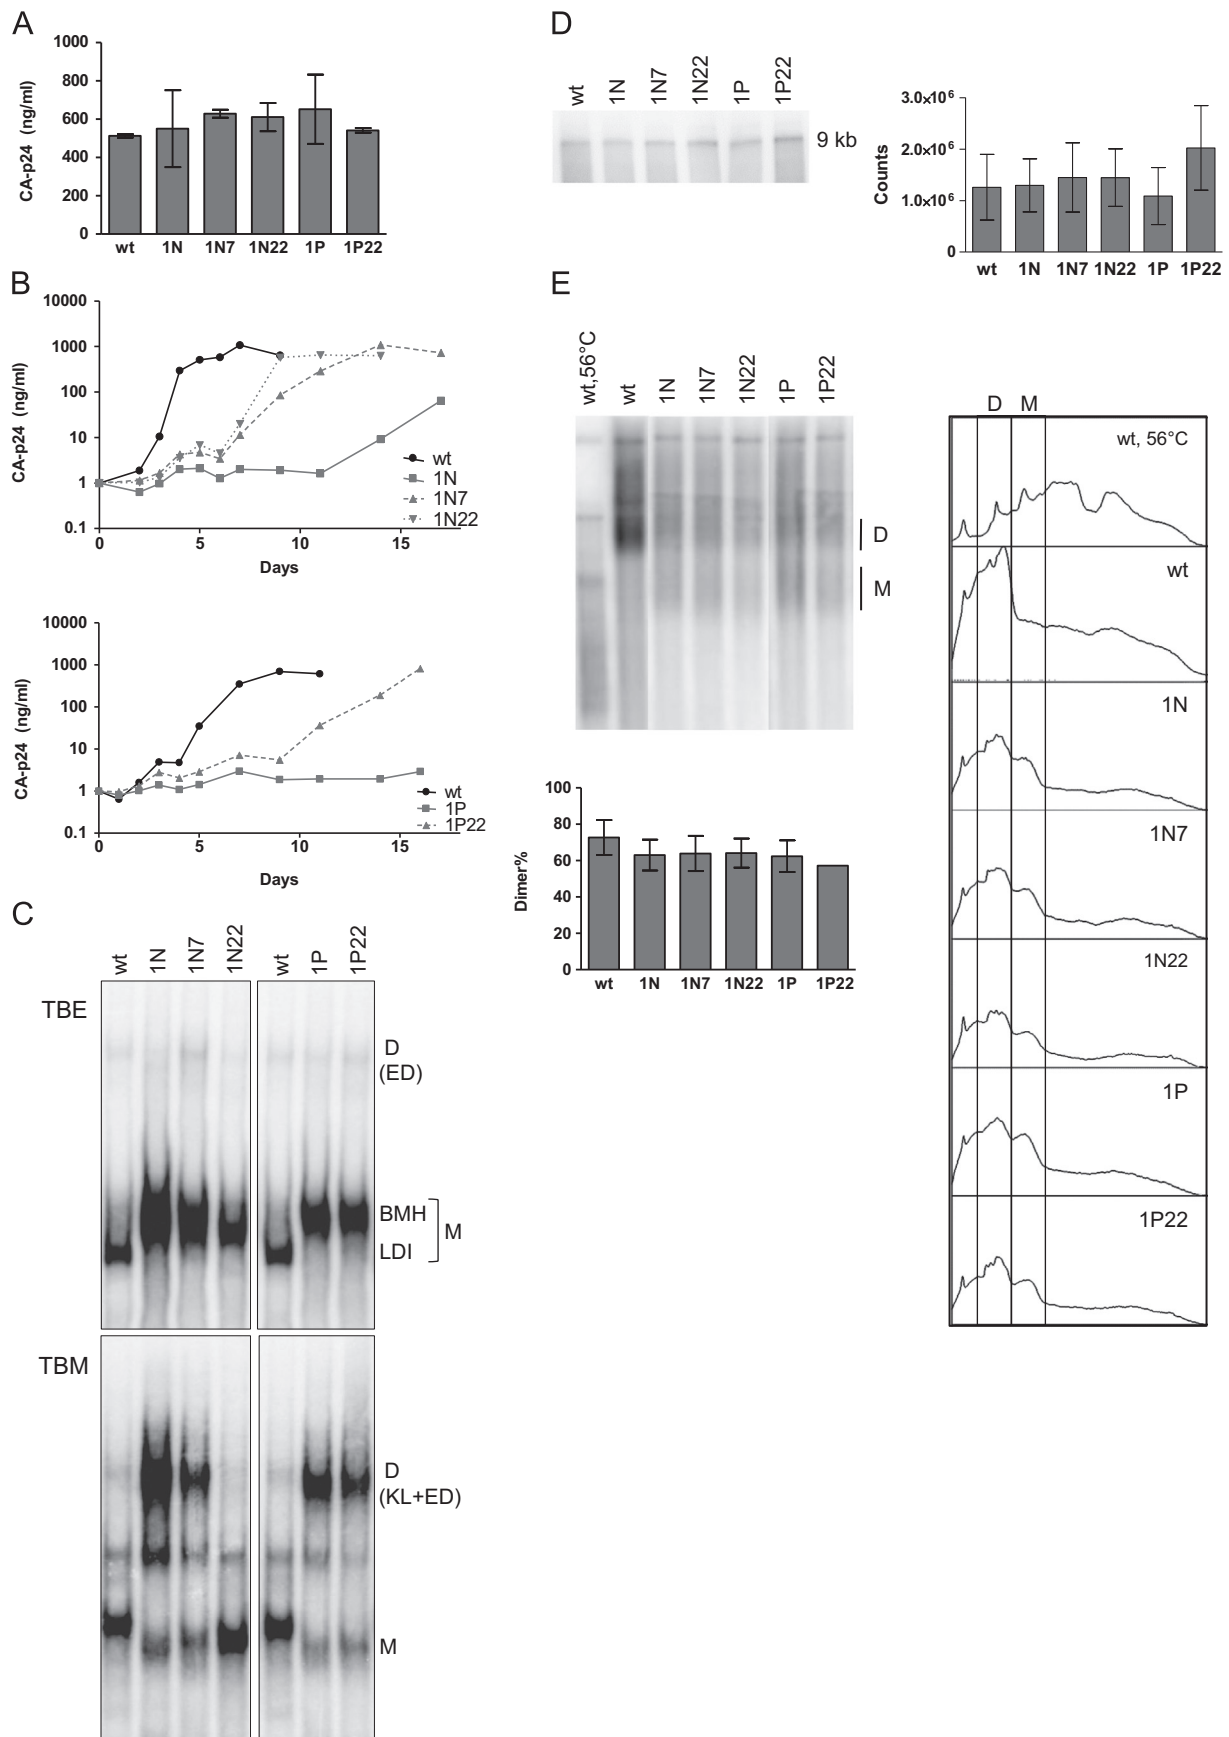 A
1000
800
600
400
200
0
CA-p24 (ng/ml)
wt 1N 1N7 1N22 1P 1P22
B
10000
1000
100
10
1
0.1
CA-p24 (ng/ml)
0 5 10 15
Days
wt
1N
1N7
1N22
10000
1000
100
10
1
0.1
CA-p24 (ng/ml)
0 5 10 15
Days
wt
1P
1P22
C
wt 1N 1N7 1N22 wt 1P 1P22
TBE
D
(ED)
BMH
M
LDI
TBM
D
(KL+ED)
M
D
wt 1N 1N7 1N22 1P 1P22
9 kb
3.0×10⁶
2.0×10⁶
1.0×10⁶
0
Counts
wt 1N 1N7 1N22 1P 1P22
E
wt,56°C wt 1N 1N7 1N22 1P 1P22
D
M
100
80
60
40
20
0
Dimer%
wt 1N 1N7 1N22 1P 1P22
D M
wt, 56°C
wt
1N
1N7
1N22
1P
1P22